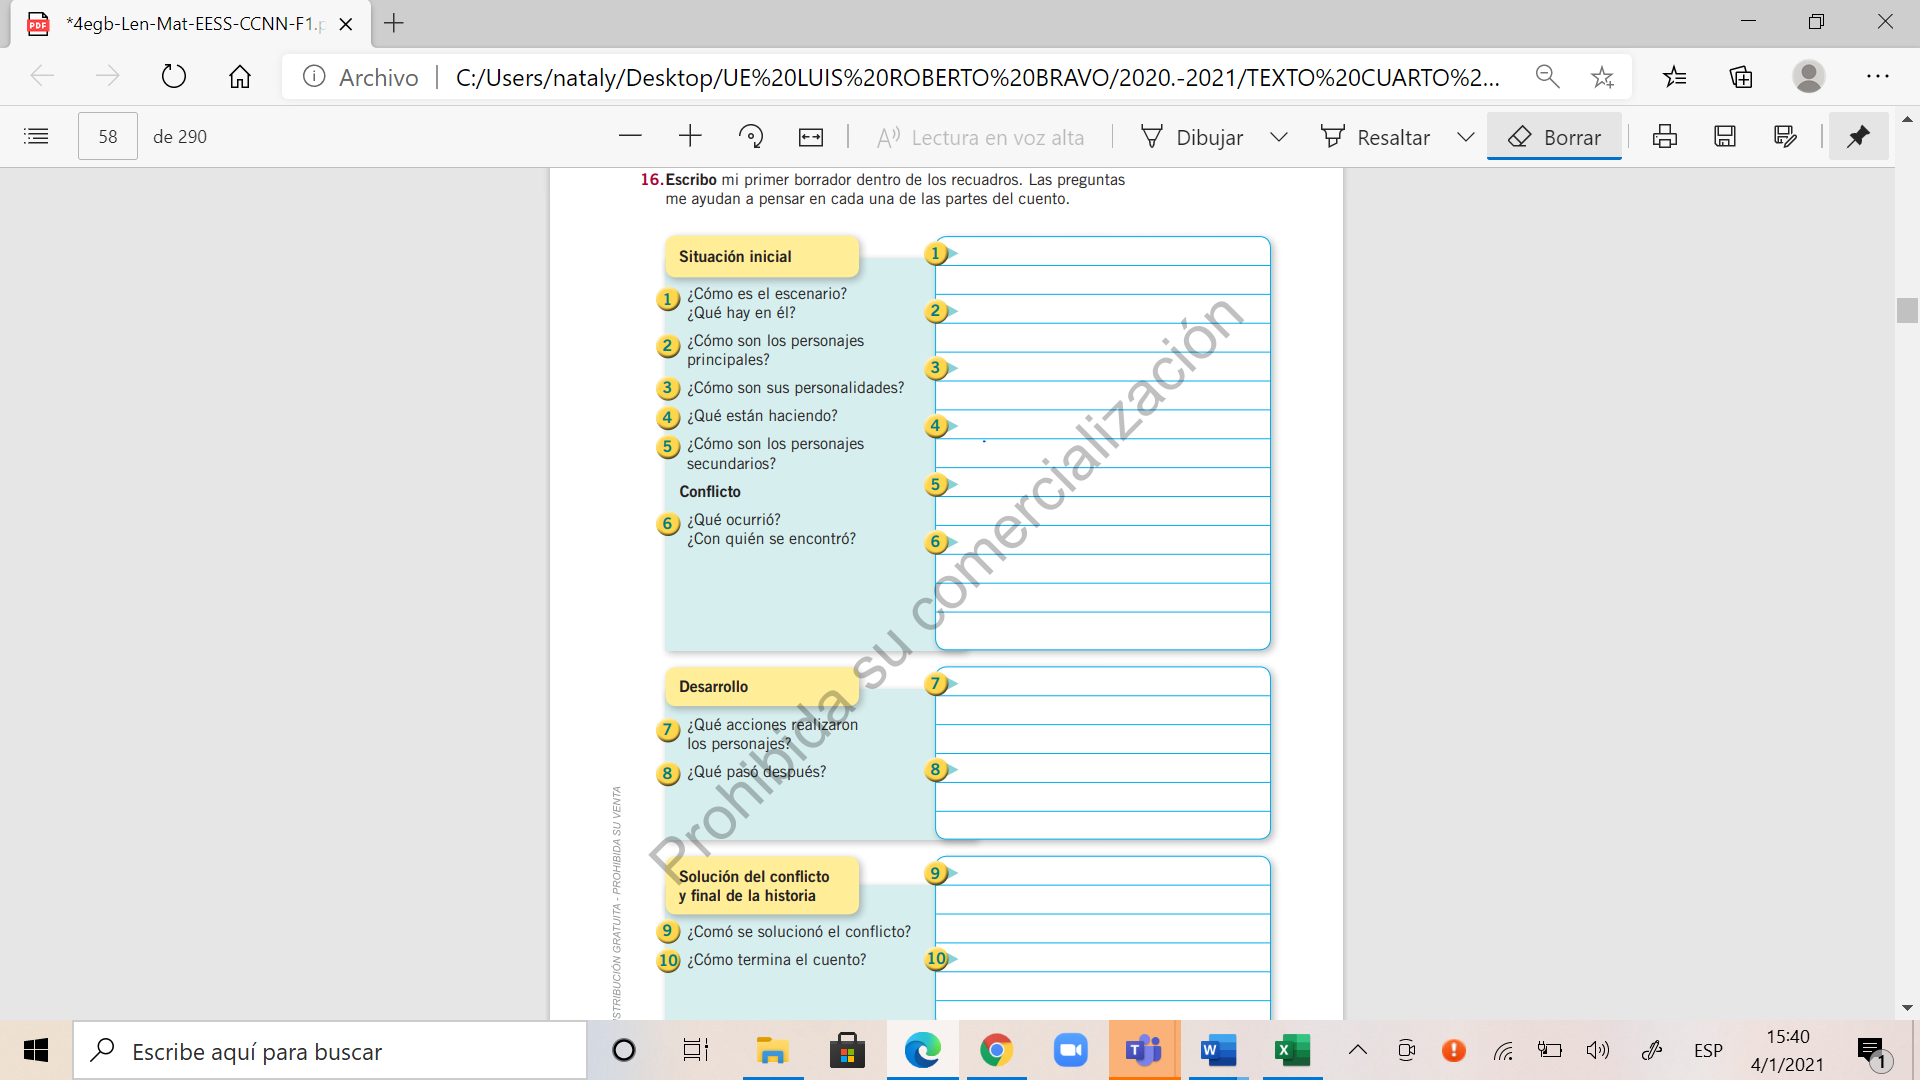 *4egb-Len-Mat-EESS-CCNN-F1.p
Archivo
C:/Users/nataly/Desktop/UE%20LUIS%20ROBERTO%20BRAVO/2020.-2021/TEXTO%20CUARTO%2...
58 de 290
Lectura en voz alta
Dibujar
Resaltar
Borrar
16. Escribo mi primer borrador dentro de los recuadros. Las preguntas
me ayudan a pensar en cada una de las partes del cuento.
Situación inicial
1 ¿Cómo es el escenario?
¿Qué hay en él?
2 ¿Cómo son los personajes
principales?
3 ¿Cómo son sus personalidades?
4 ¿Qué están haciendo?
5 ¿Cómo son los personajes
secundarios?
Conflicto
6 ¿Qué ocurrió?
¿Con quién se encontró?
1
2
3
4
5
6
Desarrollo
7 ¿Qué acciones realizaron
los personajes?
8 ¿Qué pasó después?
7
8
Solución del conflicto
y final de la historia
9 ¿Comó se solucionó el conflicto?
10 ¿Cómo termina el cuento?
9
10
Prohibida su comercialización
ISTRIBUCIÓN GRATUITA - PROHIBIDA SU VENTA
Escribe aquí para buscar
ESP
15:40
4/1/2021
1